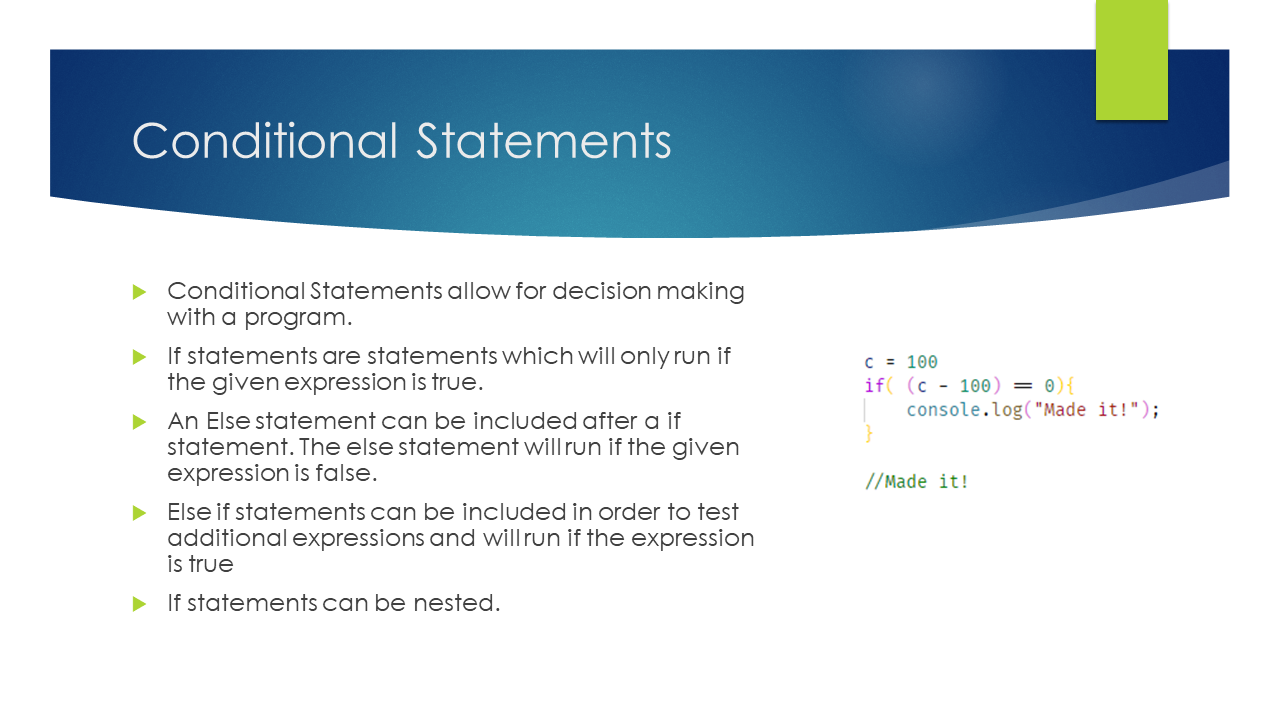 Conditional Statements
Conditional Statements allow for decision making
with a program.
If statements are statements which will only run if
the given expression is true.
An Else statement can be included after a if
statement. The else statement will run if the given
expression is false.
Else if statements can be included in order to test
additional expressions and will run if the expression
is true
If statements can be nested.
c = 100
if( (c - 100) == 0){
    console.log("Made it!");
}
//Made it!